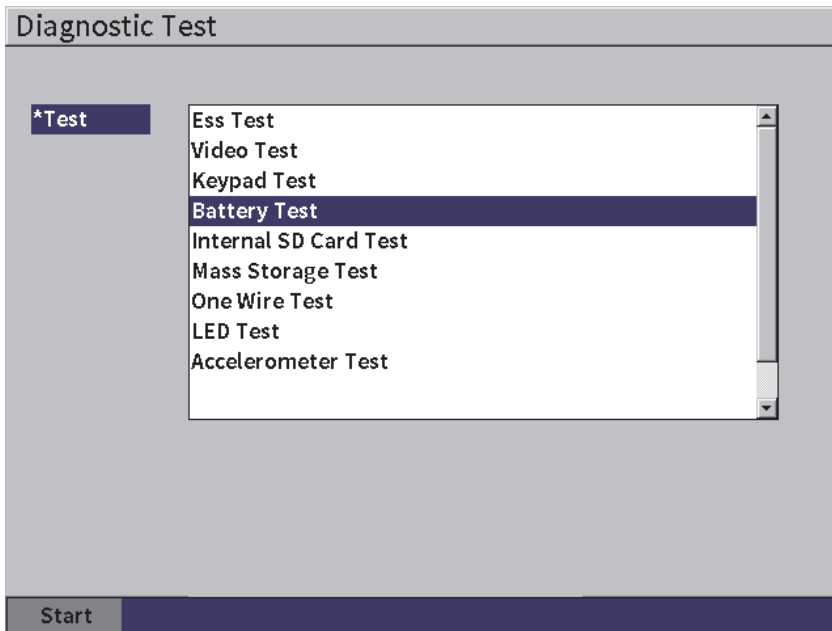 Diagnostic Test
*Test
Ess Test
Video Test
Keypad Test
Battery Test
Internal SD Card Test
Mass Storage Test
One Wire Test
LED Test
Accelerometer Test
Start